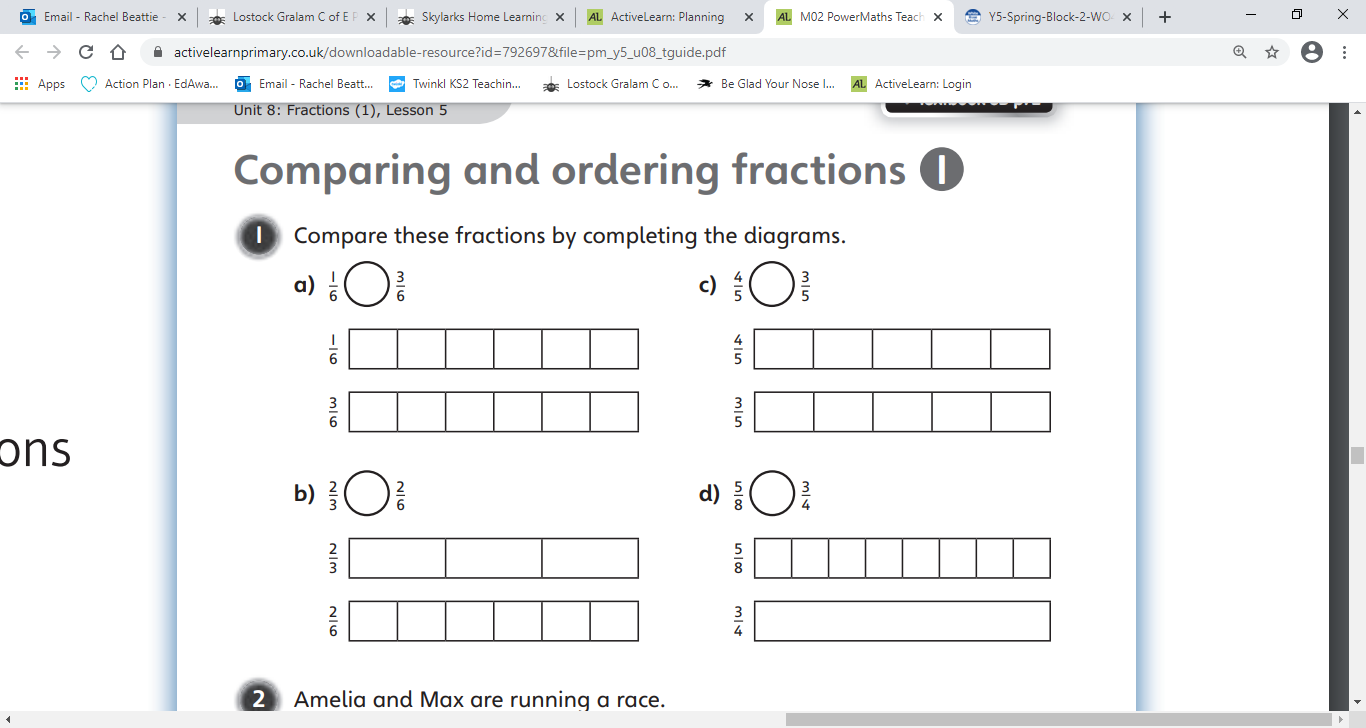 Email - Rachel Beattie -
Lostock Gralam C of E P
Skylarks Home Learning
ActiveLearn: Planning
M02 PowerMaths Teach
Y5-Spring-Block-2-WO-
activelearnprimary.co.uk/downloadable-resource?id=792697&file=pm_y5_u08_tguide.pdf
Apps Action Plan · EdAwa... Email - Rachel Beatt... Twinkl KS2 Teachin... Lostock Gralam C o... Be Glad Your Nose I... ActiveLearn: Login
Unit 8: Fractions (1), Lesson 5
Comparing and ordering fractions 1
1 Compare these fractions by completing the diagrams.
a) 1/6 3/6
1/6
3/6
b) 2/3 2/6
2/3
2/6
c) 4/5 3/5
4/5
3/5
d) 5/8 3/4
5/8
3/4
ons
2 Amelia and Max are running a race.